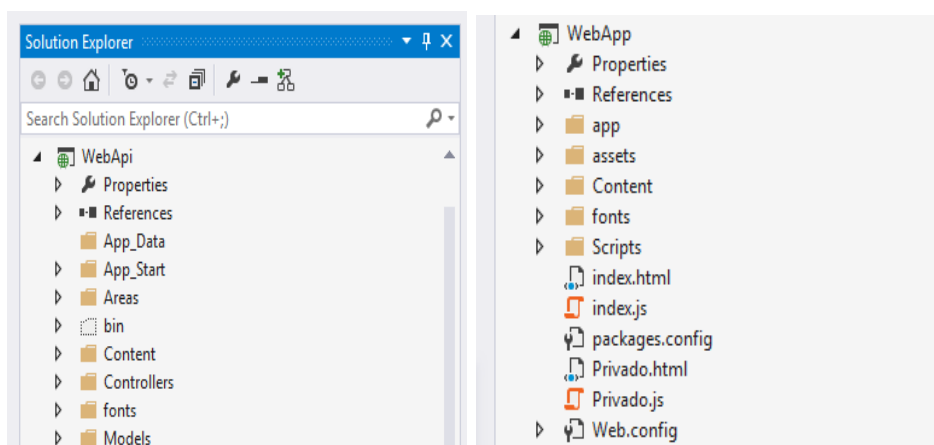 Solution Explorer
Search Solution Explorer (Ctrl+;)
WebApi
Properties
References
App_Data
App_Start
Areas
bin
Content
Controllers
fonts
Models
WebApp
Properties
References
app
assets
Content
fonts
Scripts
index.html
index.js
packages.config
Privado.html
Privado.js
Web.config